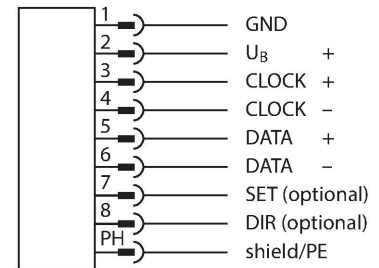 1 GND
2 U_B +
3 CLOCK +
4 CLOCK –
5 DATA +
6 DATA –
7 SET (optional)
8 DIR (optional)
PH shield/PE